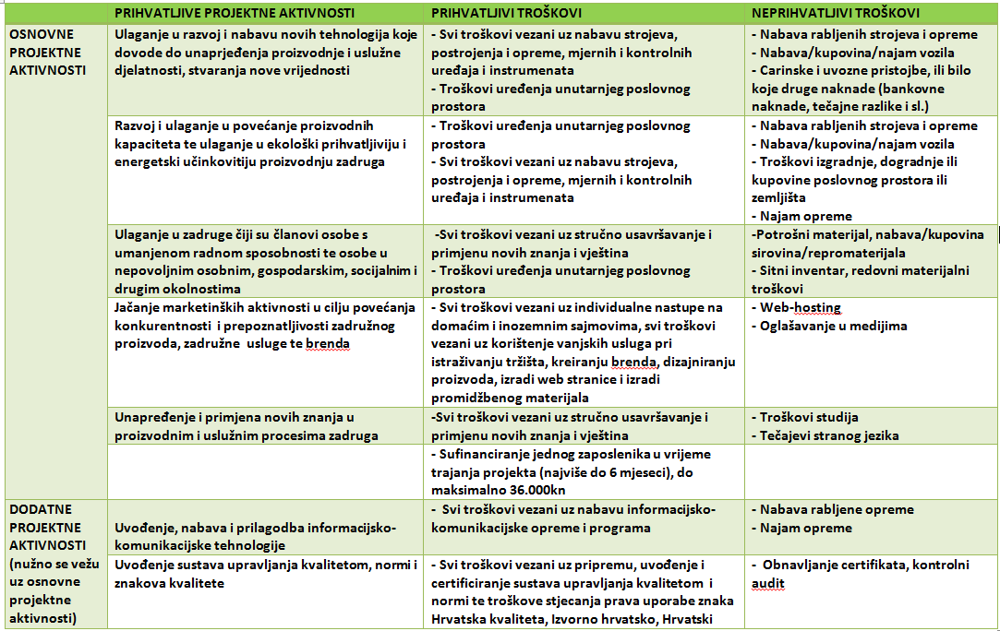 PRIHVATLJIVE PROJEKTNE AKTIVNOSTI
PRIHVATLJIVI TROŠKOVI
NEPRIHVATLJIVI TROŠKOVI
OSNOVNE
PROJEKTNE
AKTIVNOSTI
Ulaganje u razvoj i nabavu novih tehnologija koje
dovode do unaprjeđenja proizvodnje i uslužne
djelatnosti, stvaranja nove vrijednosti
- Svi troškovi vezani uz nabavu strojeva,
postrojenja i opreme, mjernih i kontrolnih
uređaja i instrumenata
- Troškovi uređenja unutarnjeg poslovnog
prostora
- Nabava rabljenih strojeva i opreme
- Nabava/kupovina/najam vozila
- Carinske i uvozne pristojbe, ili bilo
koje druge naknade (bankovne
naknade, tečajne razlike i sl.)
Razvoj i ulaganje u povećanje proizvodnih
kapaciteta te ulaganje u ekološki prihvatljiviju i
energetski učinkovitiju proizvodnju zadruga
- Troškovi uređenja unutarnjeg poslovnog
prostora
- Svi troškovi vezani uz nabavu strojeva,
postrojenja i opreme, mjernih i kontrolnih
uređaja i instrumenata
- Nabava rabljenih strojeva i opreme
- Nabava/kupovina/najam vozila
- Troškovi izgradnje, dogradnje ili
kupovine poslovnog prostora ili
zemljišta
- Najam opreme
Ulaganje u zadruge čiji su članovi osobe s
umanjenom radnom sposobnosti te osobe u
nepovoljnim osobnim, gospodarskim, socijalnim i
drugim okolnostima
-Svi troškovi vezani uz stručno usavršavanje i
primjenu novih znanja i vještina
- Troškovi uređenja unutarnjeg poslovnog
prostora
-Potrošni materijal, nabava/kupovina
sirovina/repromaterijala
- Sitni inventar, redovni materijalni
troškovi
Jačanje marketinških aktivnosti u cilju povećanja
konkurentnosti i prepoznatljivosti zadružnog
proizvoda, zadružne usluge te brenda
- Svi troškovi vezani uz individualne nastupe na
domaćim i inozemnim sajmovima, svi troškovi
vezani uz korištenje vanjskih usluga pri
istraživanju tržišta, kreiranju brenda, dizajniranju
proizvoda, izradi web stranice i izradi
promidžbenog materijala
- Web-hosting
- Oglašavanje u medijima
Unapređenje i primjena novih znanja u
proizvodnim i uslužnim procesima zadruga
-Svi troškovi vezani uz stručno usavršavanje i
primjenu novih znanja i vještina
- Troškovi studija
- Tečajevi stranog jezika
- Sufinanciranje jednog zaposlenika u vrijeme
trajanja projekta (najviše do 6 mjeseci), do
maksimalno 36.000kn
DODATNE
PROJEKTNE
AKTIVNOSTI
(nužno se vežu
uz osnovne
projektne
aktivnosti)
Uvođenje, nabava i prilagodba informacijsko-
komunikacijske tehnologije
- Svi troškovi vezani uz nabavu informacijsko-
komunikacijske opreme i programa
- Nabava rabljene opreme
- Najam opreme
Uvođenje sustava upravljanja kvalitetom, normi i
znakova kvalitete
- Svi troškovi vezani uz pripremu, uvođenje i
certificiranje sustava upravljanja kvalitetom i
normi te troškove stjecanja prava uporabe znaka
Hrvatska kvaliteta, Izvorno hrvatsko, Hrvatski
- Obnavljanje certifikata, kontrolni
audit